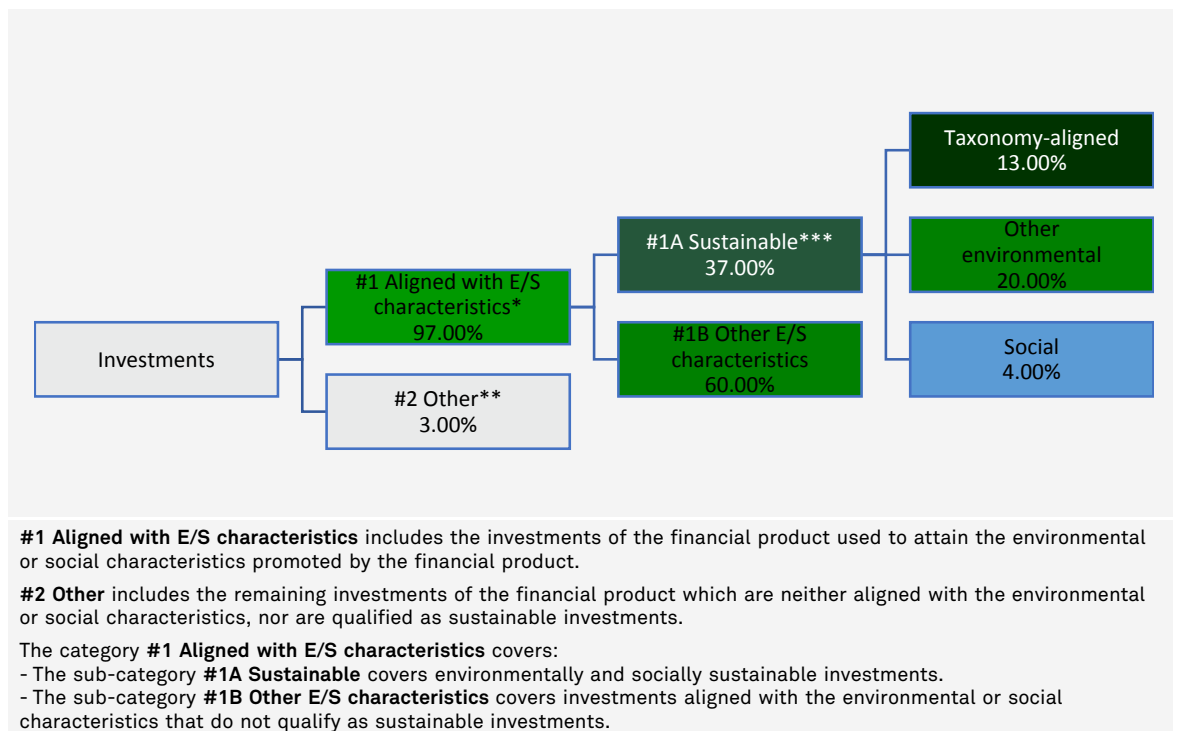 Taxonomy-aligned
13.00%
#1A Sustainable***
37.00%
Other
environmental
20.00%
#1 Aligned with E/S
characteristics*
97.00%
Investments
#1B Other E/S
characteristics
60.00%
Social
4.00%
#2 Other**
3.00%
#1 Aligned with E/S characteristics includes the investments of the financial product used to attain the environmental
or social characteristics promoted by the financial product.
#2 Other includes the remaining investments of the financial product which are neither aligned with the environmental
or social characteristics, nor are qualified as sustainable investments.
The category #1 Aligned with E/S characteristics covers:
- The sub-category #1A Sustainable covers environmentally and socially sustainable investments.
- The sub-category #1B Other E/S characteristics covers investments aligned with the environmental or social
characteristics that do not qualify as sustainable investments.